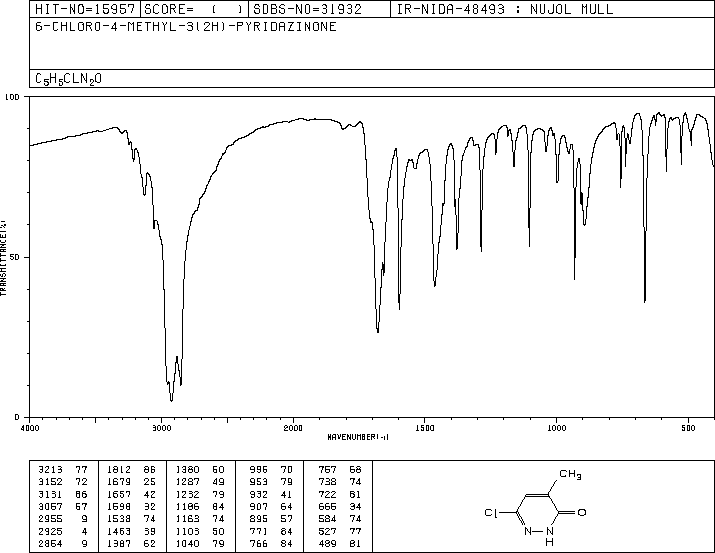 HIT-NO=15957 SCORE= ( ) SDBS-NO=31932 IR-NIDA-48493 : NUJOL MULL
6-CHLORO-4-METHYL-3(2H)-PYRIDAZINONE
C5H5CLN2O
100
50
0
TRANSMITTANCE(%)
4000 3000 2000 1500 1000 500
WAVENUMBER(-1)
3213 77 1812 86 1380 50 996 70 757 68
3152 72 1679 25 1287 49 953 79 738 74
3131 66 1657 42 1232 79 932 41 722 81
3067 57 1598 32 1186 84 907 64 666 34
2955 9 1538 74 1163 74 895 57 584 74
2925 4 1463 39 1103 50 771 84 527 77
2854 9 1387 62 1040 79 766 84 489 81
CH3
Cl
O
N
N
H